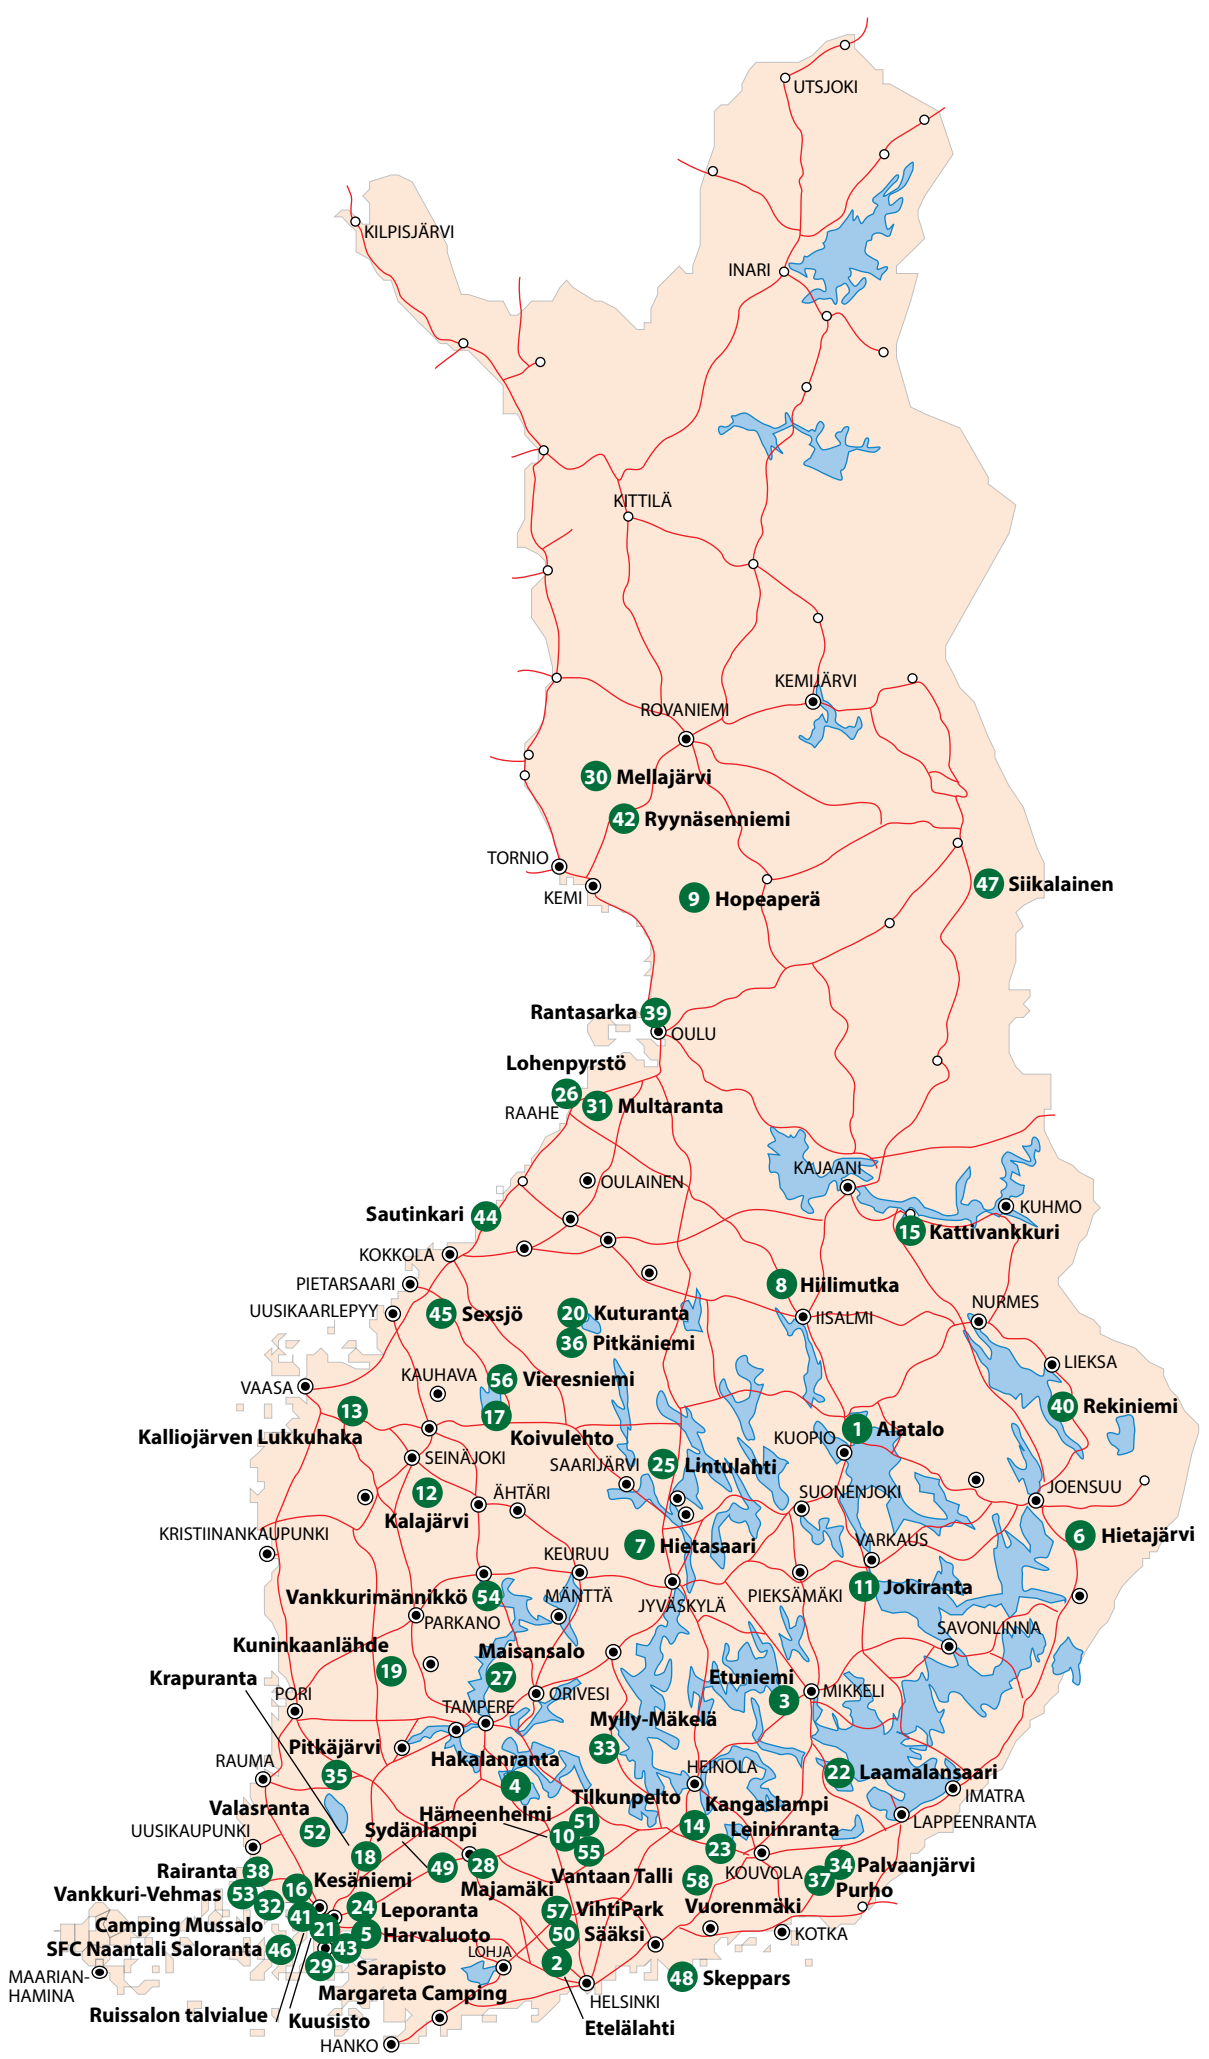 UTSJOKI
KILPISJÄRVI
INARI
KITTILÄ
KEMIJÄRVI
ROVANIEMI
30 Mellajärvi
42 Ryynäsenniemi
TORNIO
KEMI
47 Siikalainen
9 Hopeaperä
Rantasarka 39
OULU
Lohenpyrstö
26
RAAHE
31 Multaranta
KAJAANI
OULAINEN
KUHMO
Sautinkari 44
15 Kattivankkuri
KOKKOLA
PIETARSAARI
8 Hiilimutka
UUSIKAARLEPYY
45 Sexsjö
20 Kuturanta
NURMES
IISALMI
36 Pitkäniemi
LIEKSA
KAUHAVA
56 Vieresniemi
VAASA
40 Rekiniemi
13
17
Kalliojärven Lukkuhaka
Koivulehto
1 Alatalo
KUOPIO
SEINÄJOKI
SAARIJÄRVI
25 Lintulahti
12
ÄHTÄRI
SUONENJOKI
JOENSUU
Kalajärvi
KRISTIINANKAUPUNKI
6 Hietajärvi
7 Hietasaari
VARKAUS
KEURUU
11 Jokiranta
Vankkurimännikkö 54
MÄNTTÄ
JYVÄSKYLÄ
PIEKSÄMÄKI
PARKANO
SAVONLINNA
Kuninkaanlähde
19
Maisansalo
27
Krapuranta
Etuniemi
3
MIKKELI
PORI
ORIVESI
TAMPERE
Mylly-Mäkelä
33
Pitkäjärvi
35
RAUMA
Hakalanranta
4
HEINOLA
22 Laamalansaari
IMATRA
Tilkunpelto
51
Kangaslampi
14
LAPPEENRANTA
Valasranta
52
Hämeenhelmi
10
Leininranta
23
UUSIKAUPUNKI
Sydänlampi
49
55
Vantaan Talli
KOUVOLA
34 Palvaanjärvi
18
28
Majamäki
37
Purho
Rairanta 38
Kesäniemi
16
58
Vuorenmäki
Vankkuri-Vehmas 53
32
24 Leporanta
57 VihtiPark
Camping Mussalo
41
21
5 Harvaluoto
50 Sääksi
KOTKA
SFC Naantali Saloranta 46
43
Sarapisto
LOHJA
2
29
Margareta Camping
48 Skeppars
MAARIAN-
HAMINA
HELSINKI
Ruissalon talvialue
Kuusisto
Etelälahti
HANKO